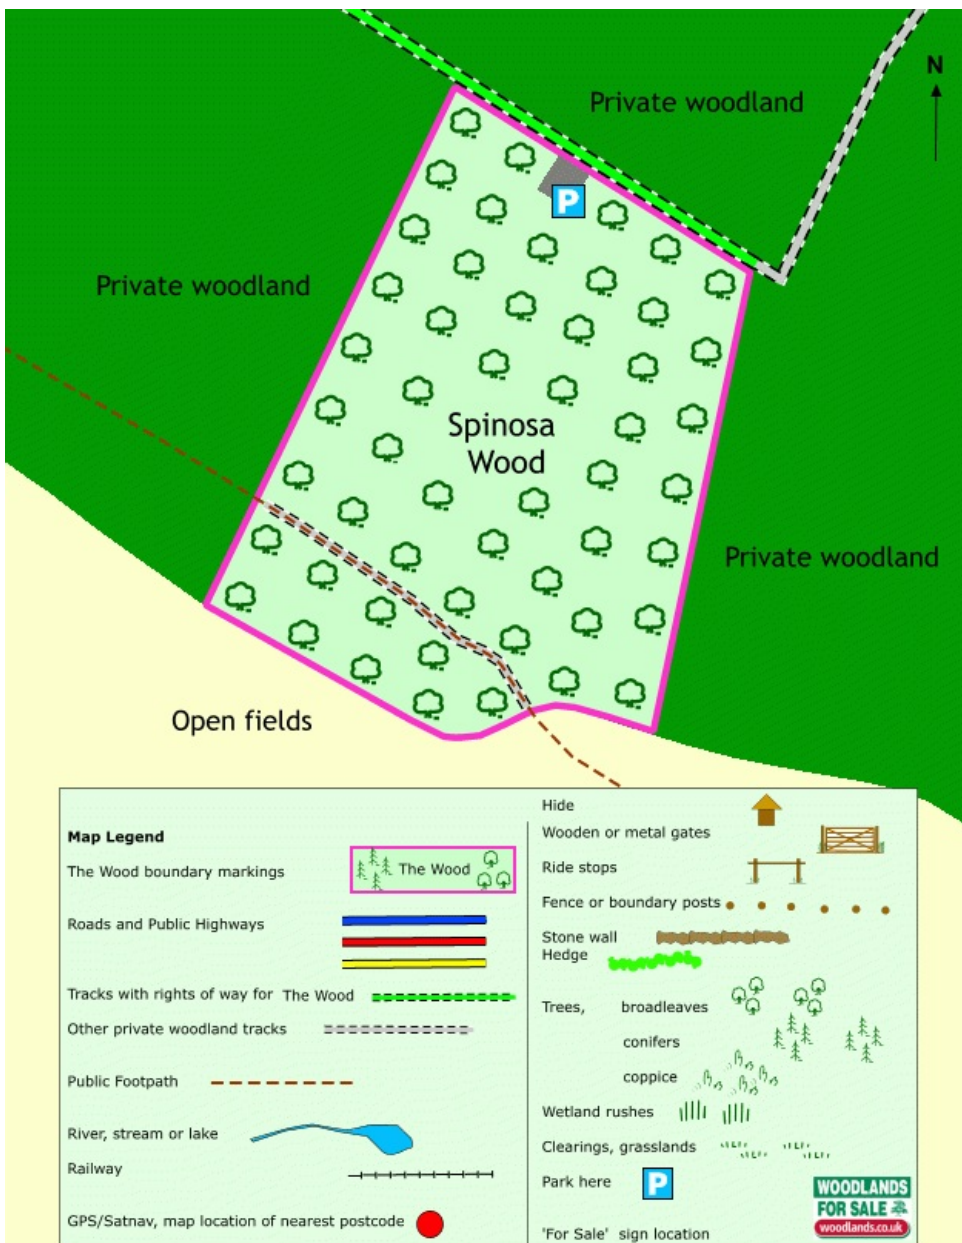 Private woodland
N
Private woodland
P
Spinosa
Wood
Private woodland
Open fields
Map Legend
The Wood boundary markings
The Wood
Roads and Public Highways
Tracks with rights of way for The Wood
Other private woodland tracks
Public Footpath
River, stream or lake
Railway
GPS/Satnav, map location of nearest postcode
Hide
Wooden or metal gates
Ride stops
Fence or boundary posts
Stone wall
Hedge
Trees, broadleaves
conifers
coppice
Wetland rushes
Clearings, grasslands
Park here P
'For Sale' sign location
WOODLANDS
FOR SALE
woodlands.co.uk